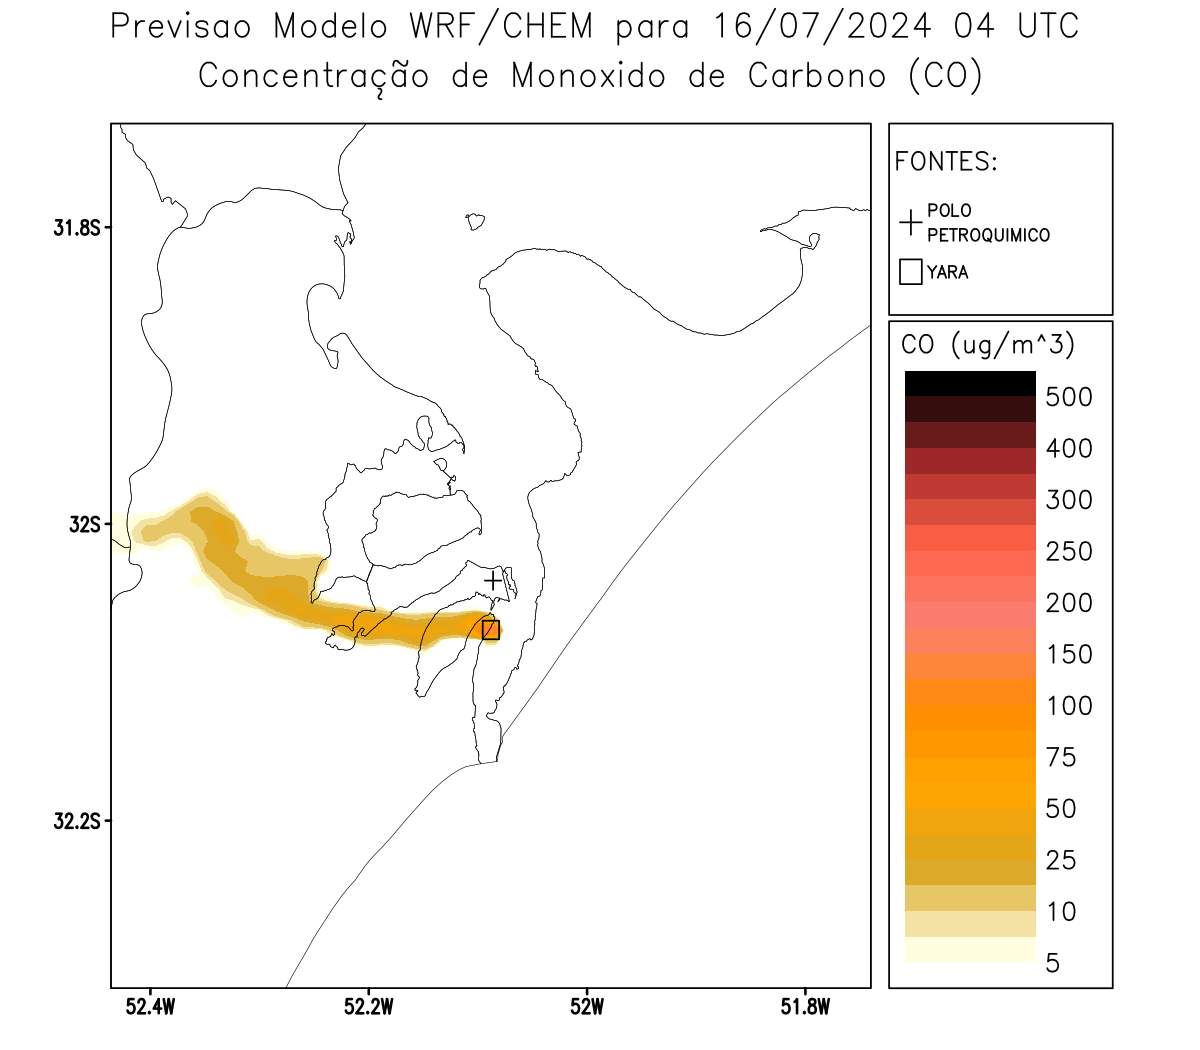 Previsao Modelo WRF/CHEM para 16/07/2024 04 UTC
Concentração de Monoxido de Carbono (CO)
FONTES:
POLO
PETROQUIMICO
YARA
CO (ug/m^3)
500
400
300
250
200
150
100
75
50
25
10
5
31.8S
32S
32.2S
52.4W
52.2W
52W
51.8W